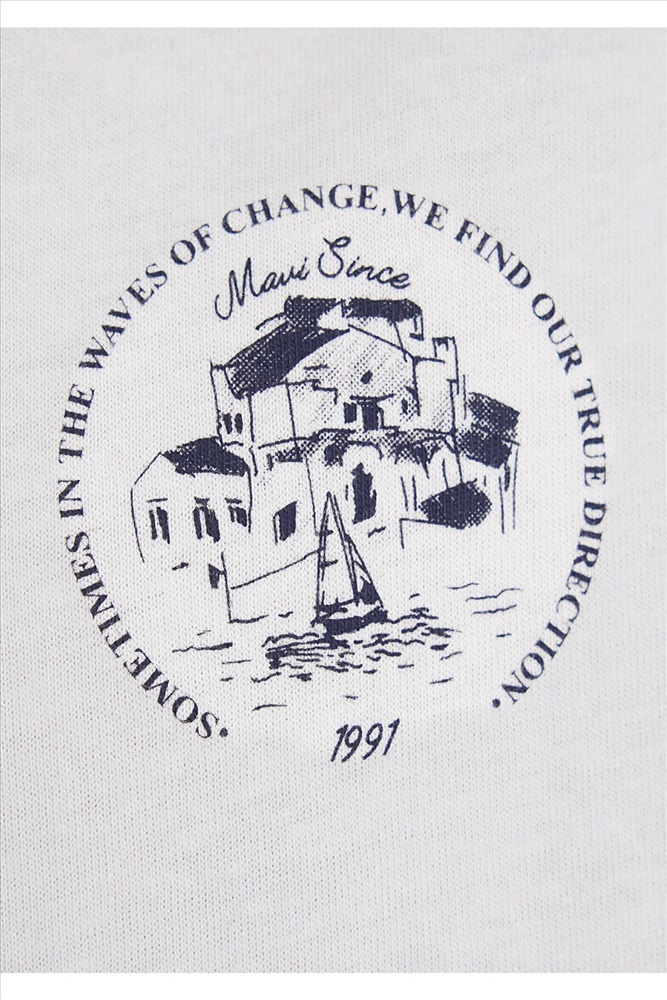 •SOMETIMES IN THE WAVES OF CHANGE,WE FIND OUR TRUE DIRECTION.•
Mavi Since
1991